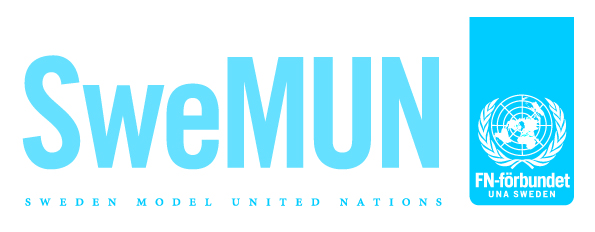 SweMUN
SWEDEN MODEL UNITED NATIONS
FN-förbundet
UNA SWEDEN